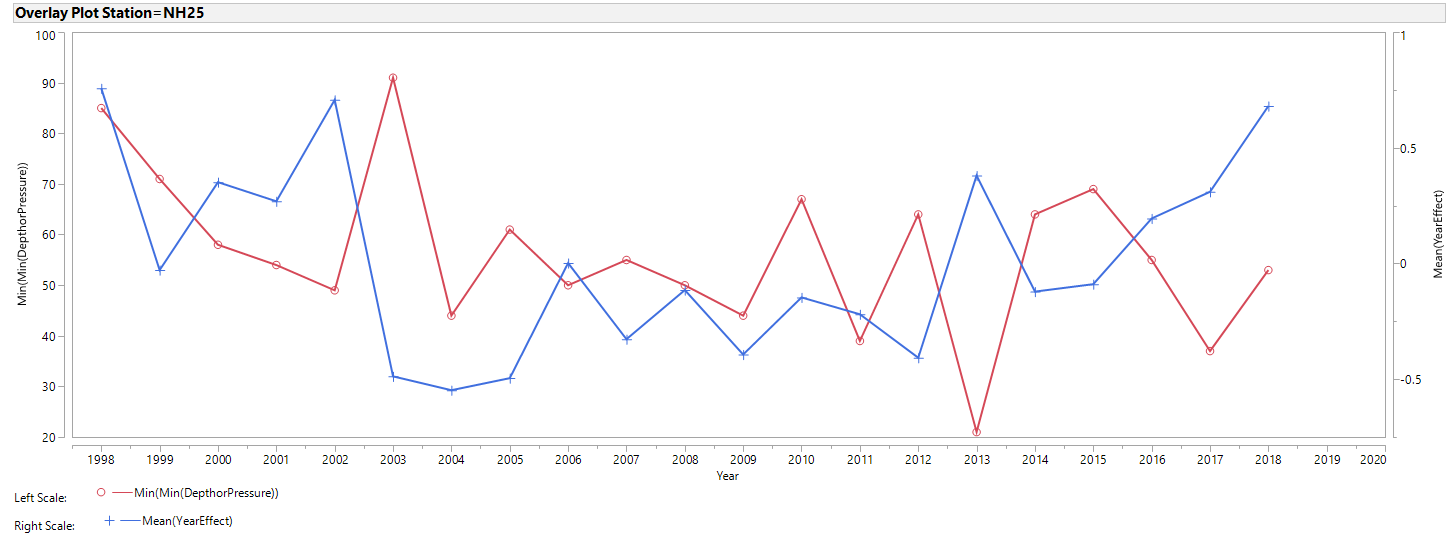 Overlay Plot Station=NH25
100
90
80
70
60
50
40
30
20
Min(Min(DepthorPressure))
1
0.5
0
-0.5
Mean(YearEffect)
1998 1999 2000 2001 2002 2003 2004 2005 2006 2007 2008 2009 2010 2011 2012 2013 2014 2015 2016 2017 2018 2019 2020
Year
Left Scale: Min(Min(DepthorPressure))
Right Scale: Mean(YearEffect)